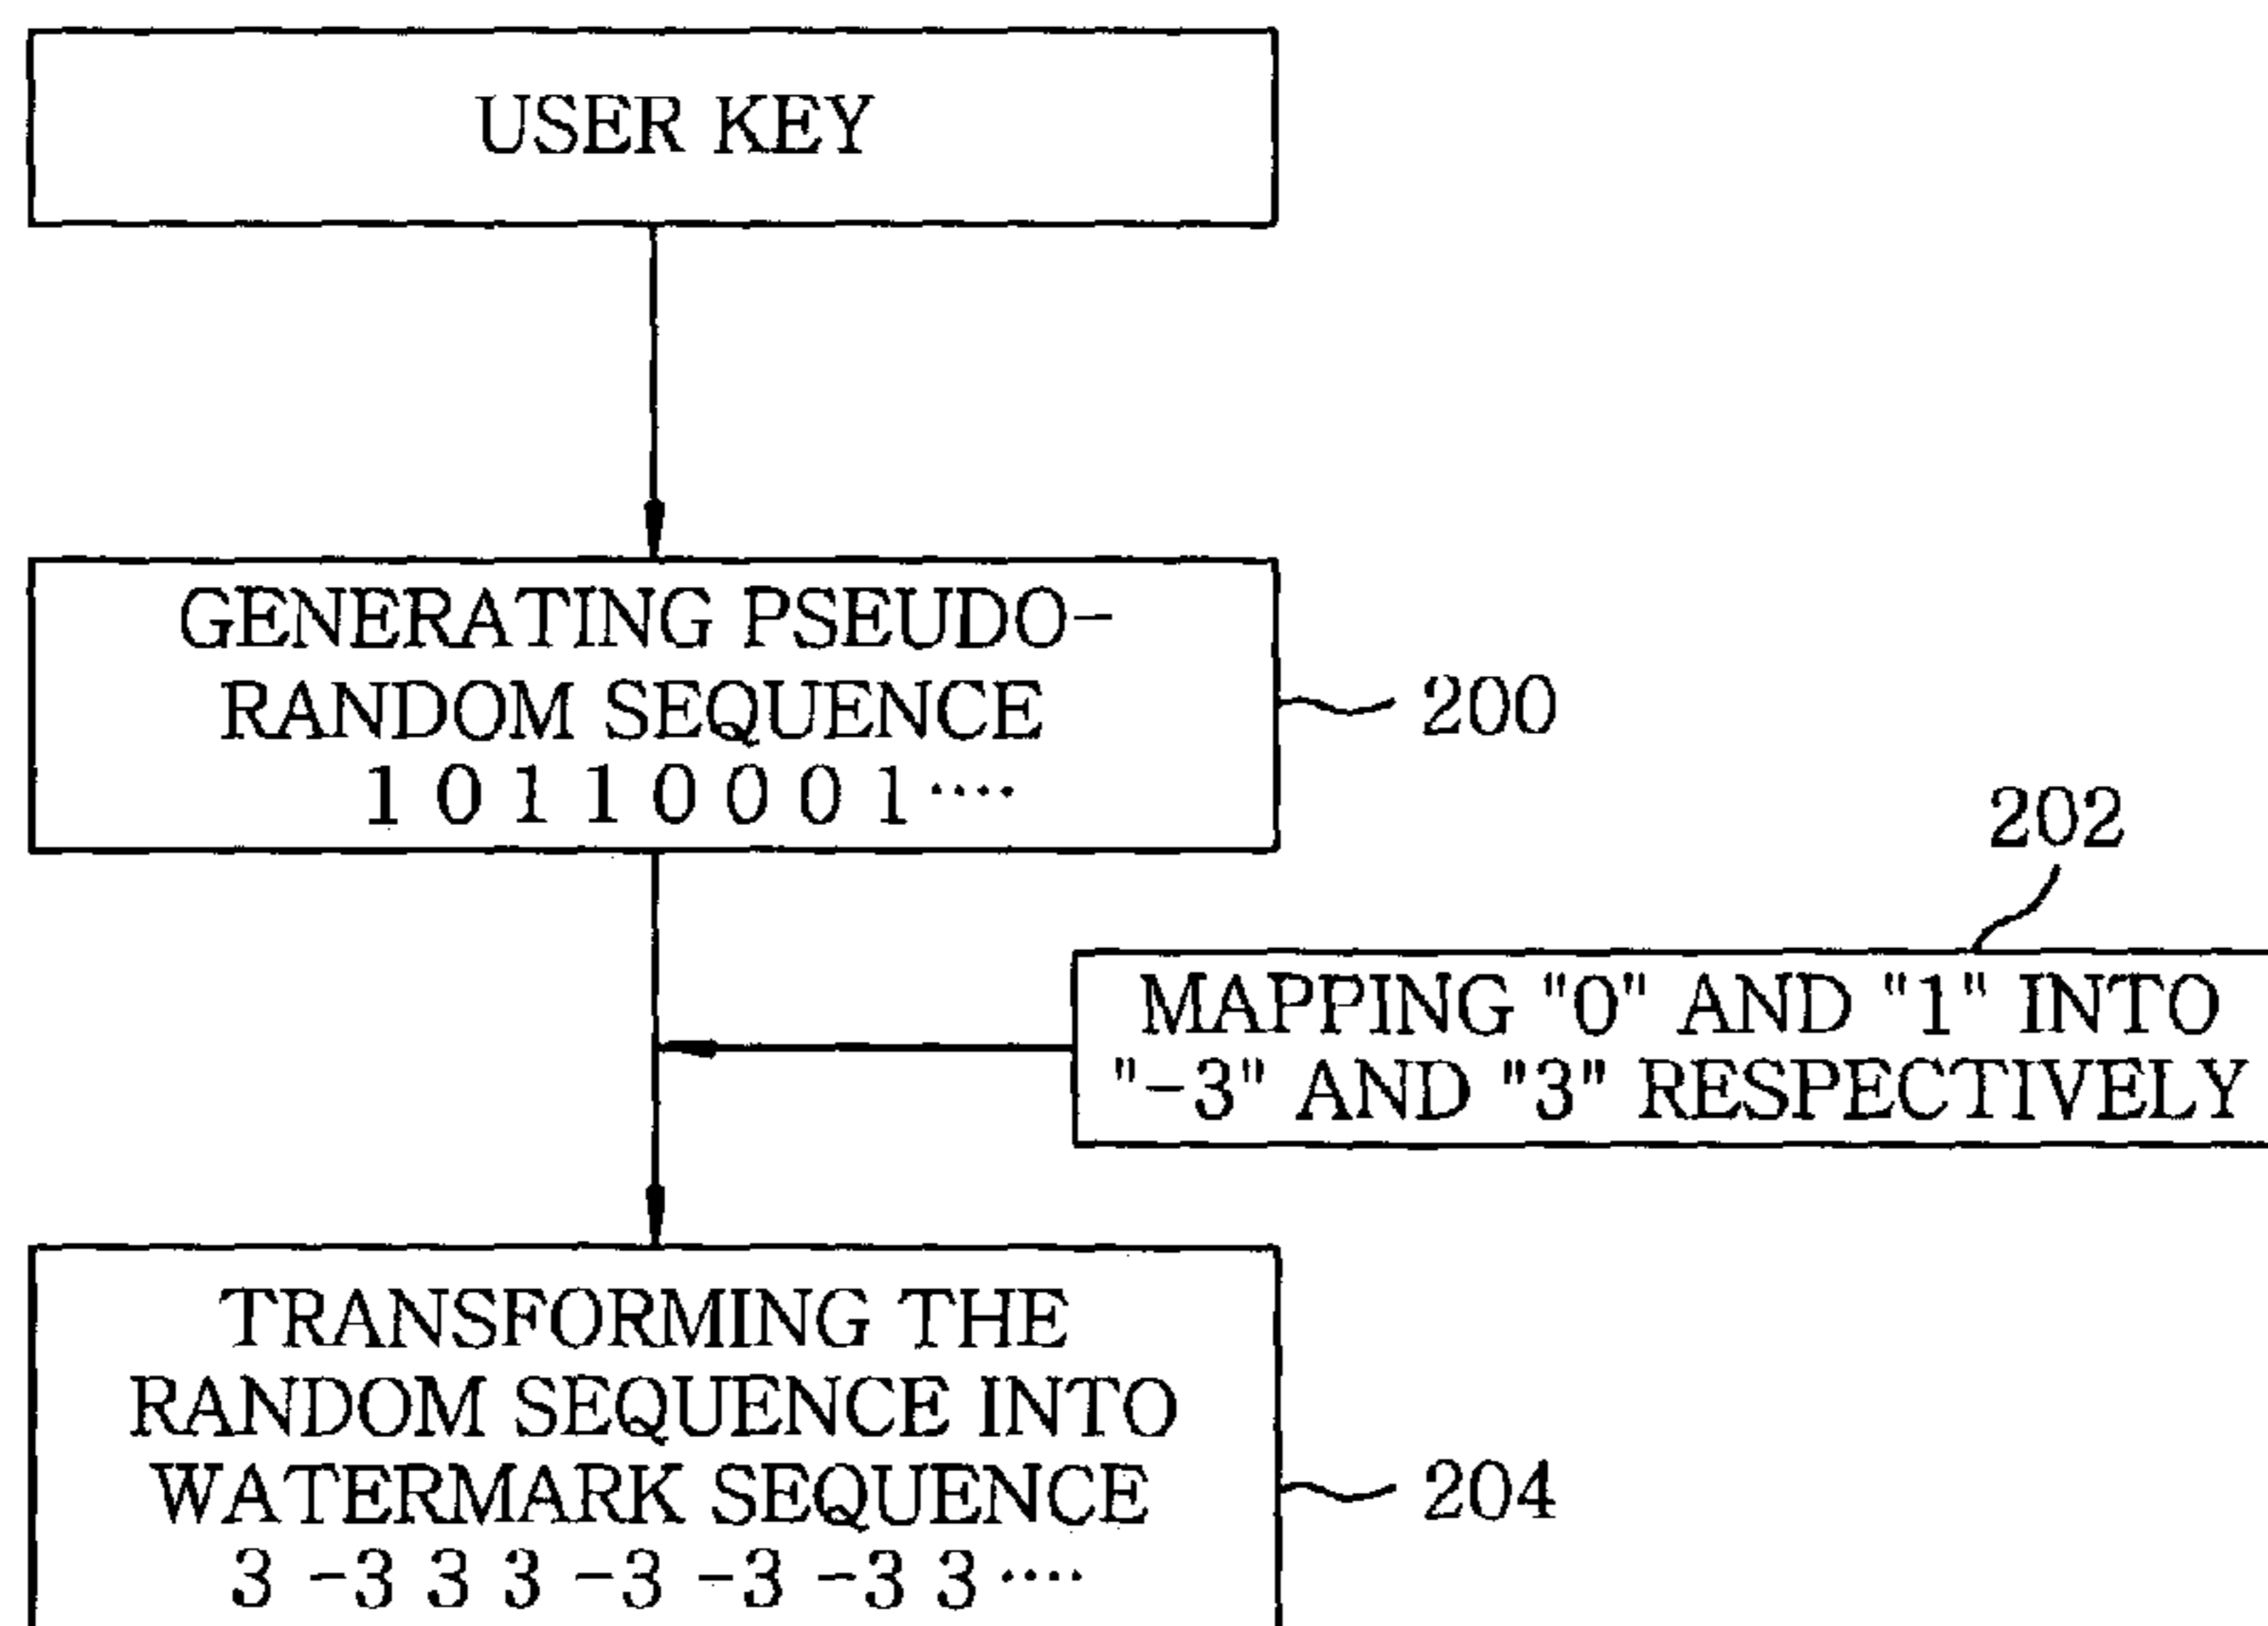 USER KEY
GENERATING PSEUDO-
RANDOM SEQUENCE
1 0 1 1 0 0 0 1 ····
200
202
MAPPING "0" AND "1" INTO
"-3" AND "3" RESPECTIVELY
TRANSFORMING THE
RANDOM SEQUENCE INTO
WATERMARK SEQUENCE
3 -3 3 3 -3 -3 -3 3 ····
204